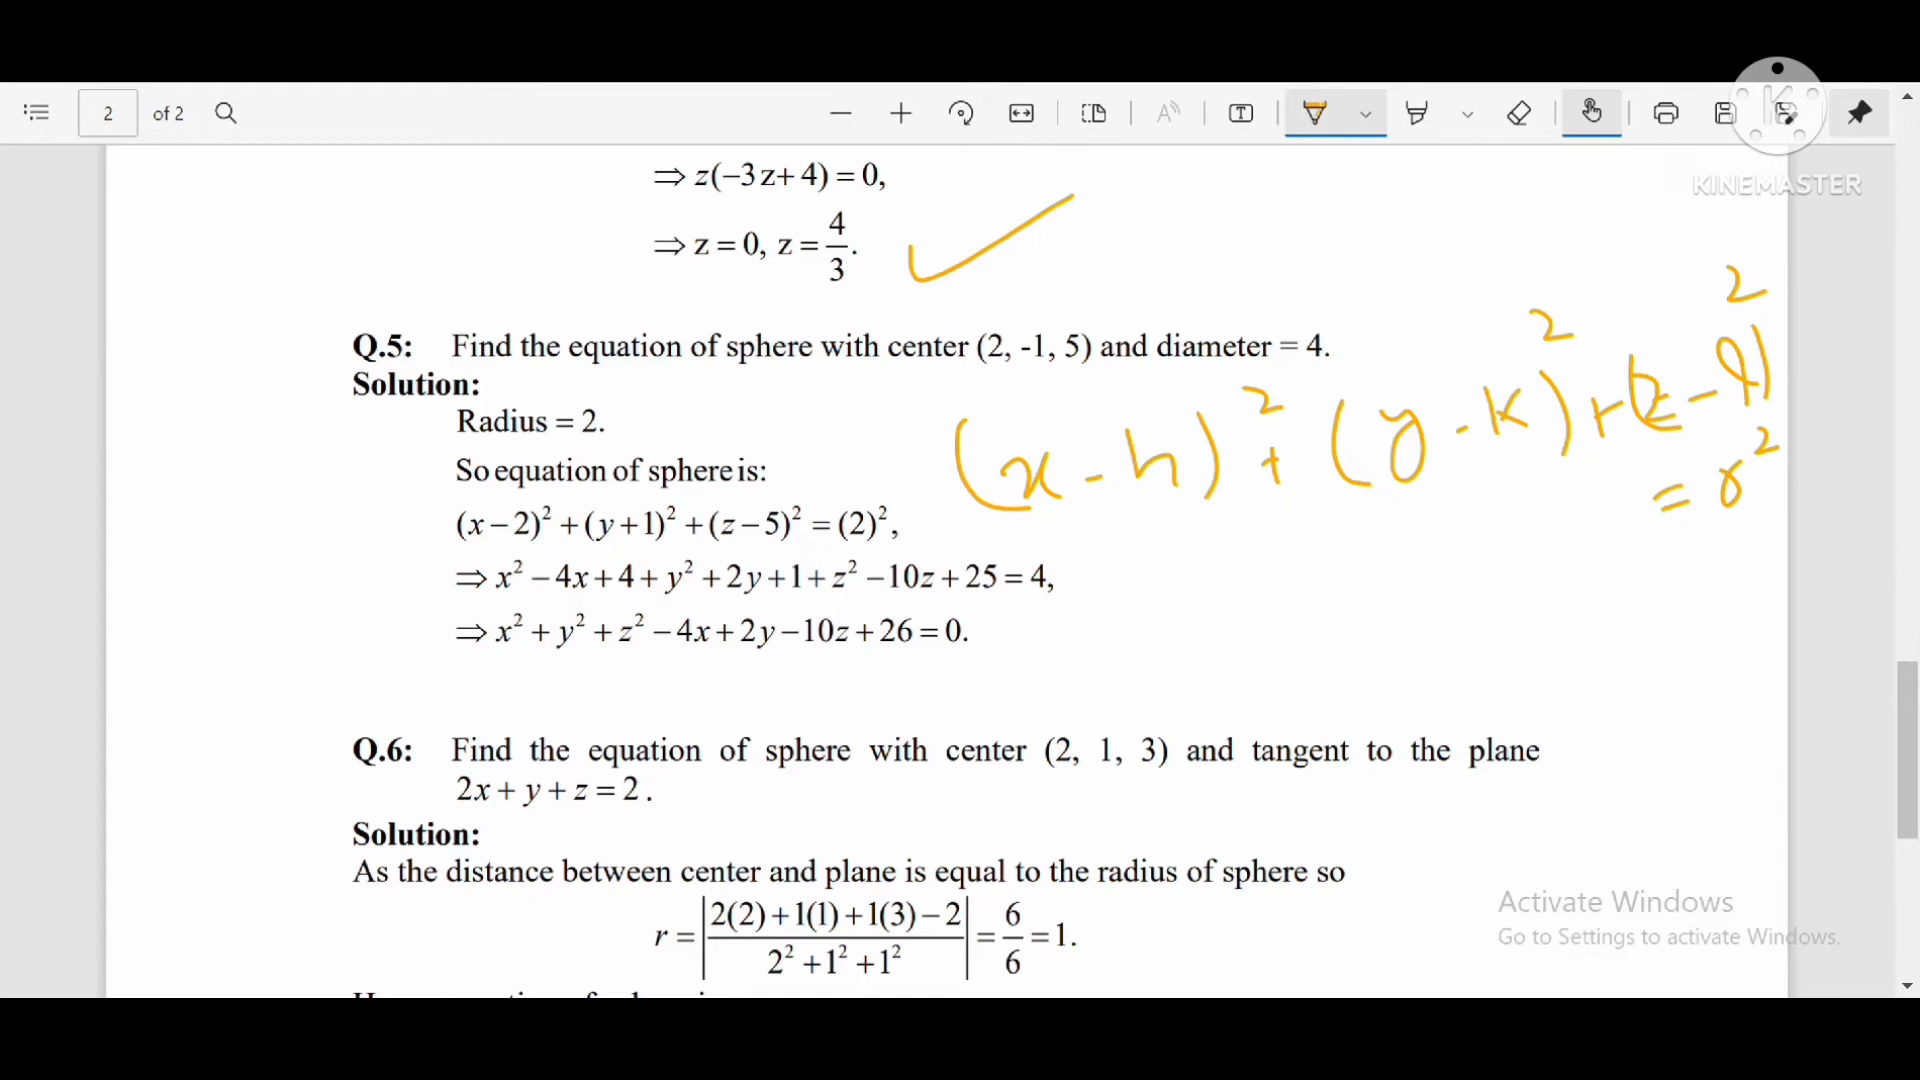 2 of 2
KINEMASTER
⇒ z(−3z+4) = 0,
⇒ z = 0, z = 4/3.
Q.5: Find the equation of sphere with center (2, -1, 5) and diameter = 4.
Solution:
Radius = 2.
(x - h)² + (y - k)² + (z - l)²
= r²
So equation of sphere is:
(x−2)² + (y+1)² + (z−5)² = (2)²,
⇒ x² − 4x + 4 + y² + 2y + 1 + z² − 10z + 25 = 4,
⇒ x² + y² + z² − 4x + 2y − 10z + 26 = 0.
Q.6: Find the equation of sphere with center (2, 1, 3) and tangent to the plane
2x + y + z = 2.
Solution:
As the distance between center and plane is equal to the radius of sphere so
r = |(2(2)+1(1)+1(3)−2)/(2²+1²+1²)| = 6/6 = 1.
Activate Windows
Go to Settings to activate Windows.